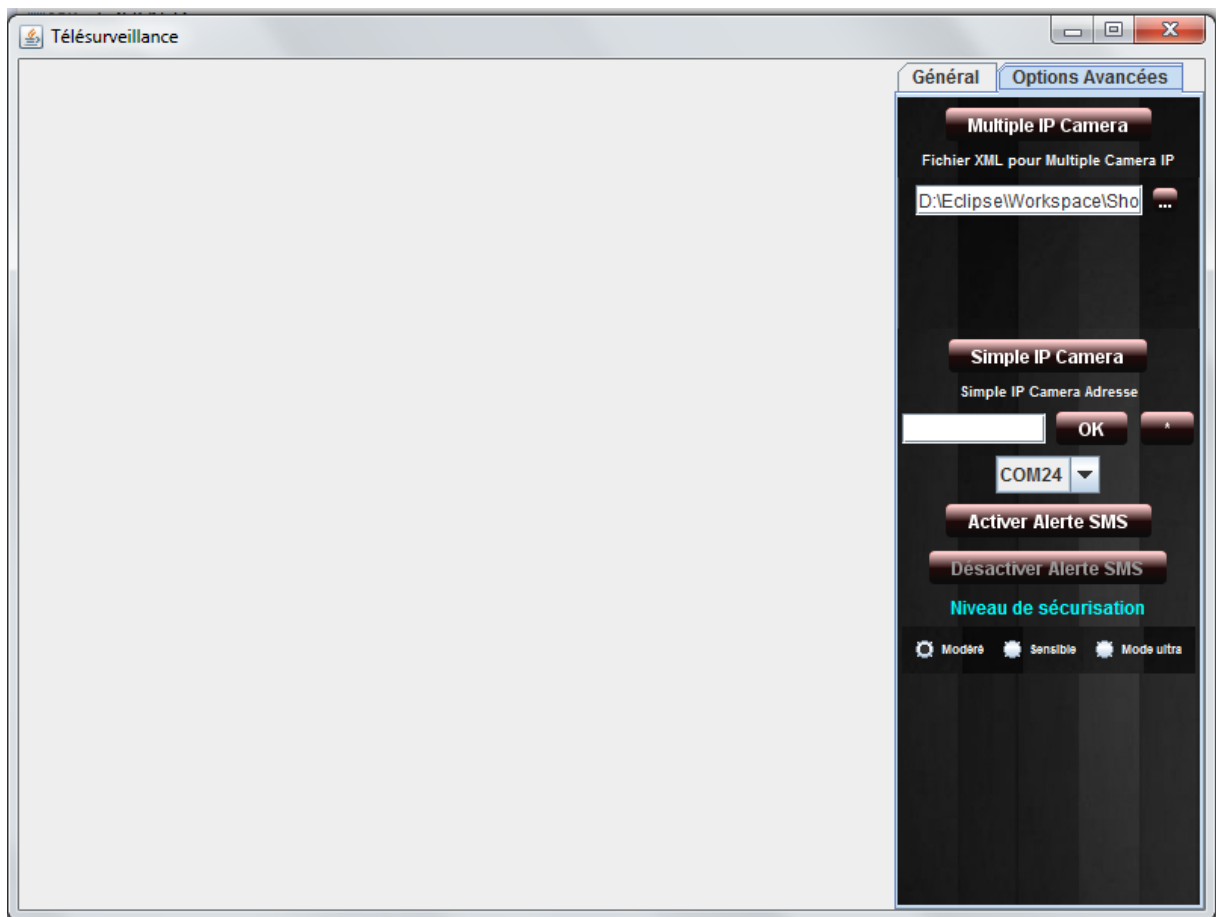 Télésurveillance
Général Options Avancées
Multiple IP Camera
Fichier XML pour Multiple Camera IP
D:\Eclipse\Workspace\Sho ...
Simple IP Camera
Simple IP Camera Adresse
OK *
COM24
Activer Alerte SMS
Désactiver Alerte SMS
Niveau de sécurisation
Modéré Sensible Mode ultra